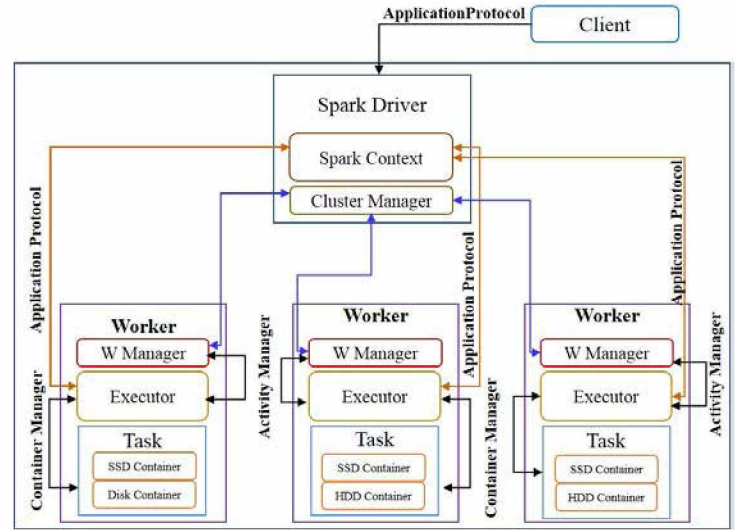 ApplicationProtocol
Client
Spark Driver
Spark Context
Cluster Manager
Application Protocol
Application Protocol
Application Protocol
Worker
W Manager
Executor
Task
SSD Container
Disk Container
Container Manager
Activity Manager
Worker
W Manager
Executor
Task
SSD Container
HDD Container
Container Manager
Worker
W Manager
Executor
Task
SSD Container
HDD Container
Activity Manager